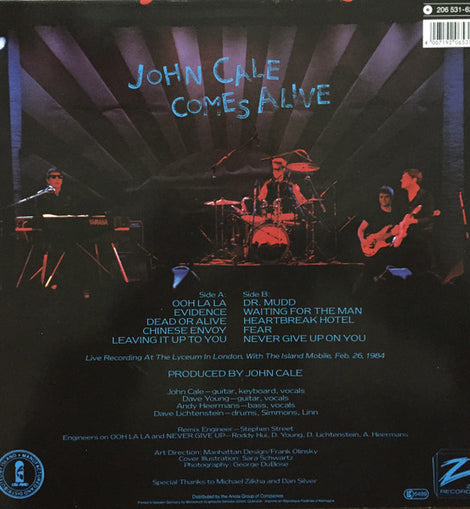 206 531-6
JOHN CALE
COMES ALIVE
YAMAHA
Side A:
OOH LA LA
EVIDENCE
DEAD OR ALIVE
CHINESE ENVOY
LEAVING IT UP TO YOU
Side B:
DR. MUDD
WAITING FOR THE MAN
HEARTBREAK HOTEL
FEAR
NEVER GIVE UP ON YOU
Live Recording At The Lyceum In London, With The Island Mobile, Feb. 26, 1984
PRODUCED BY JOHN CALE
John Cale–guitar, keyboard, vocals
Dave Young–guitar, vocals
Andy Heermans–bass, vocals
Dave Lichtenstein–drums, Simmons, Linn
Remix Engineer–Stephen Street
Engineers on OOH LA LA and NEVER GIVE UP–Roddy Hui, D. Young, D. Lichtenstein, A. Heermans
Art Direction: Manhattan Design/Frank Olinsky
Cover Illustration: Sara Schwartz
Photography: George DuBose
Special Thanks to Michael Zilkha and Dan Silver
Distributed by the Ariola Group of Companies
LC 6489
Z
RECORD